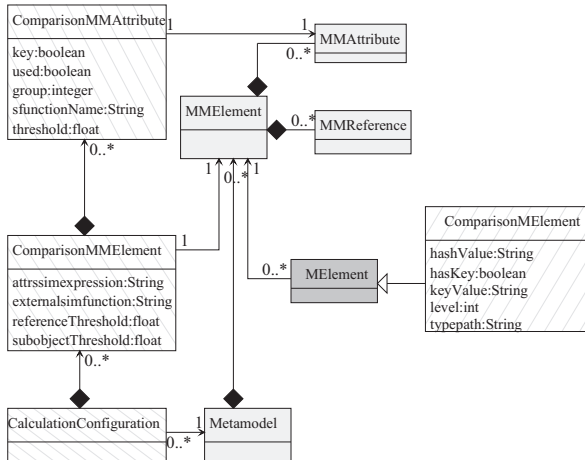 ComparisonMMAttribute
key:boolean
used:boolean
group:integer
sfunctionName:String
threshold:float
1
1
0..*
MMAttribute
MMElement
0..*
MMReference
0..*
1
0..*
1
1
ComparisonMMElement
attrssimexpression:String
externalsimfunction:String
referenceThreshold:float
subobjectThreshold:float
0..*
0..*
MElement
ComparisonMElement
hashValue:String
hasKey:boolean
keyValue:String
level:int
typepath:String
CalculationConfiguration
1
0..*
Metamodel